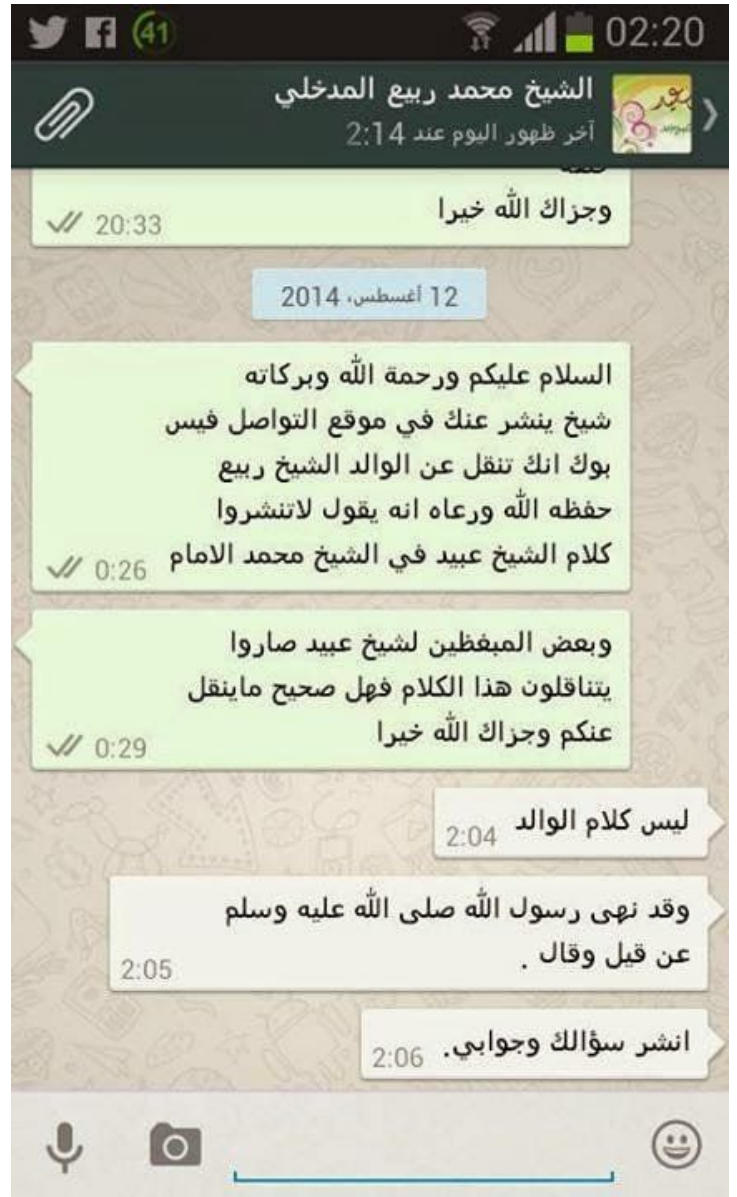 41
02:20
الشيخ محمد ربيع المدخلي
آخر ظهور اليوم عند 2:14
وجزاك الله خيرا
20:33
12 أغسطس، 2014
السلام عليكم ورحمة الله وبركاته
شيخ ينشر عنك في موقع التواصل فيس
بوك انك تنقل عن الوالد الشيخ ربيع
حفظه الله ورعاه انه يقول لاتنشروا
كلام الشيخ عبيد في الشيخ محمد الامام
0:26
وبعض المبغظين لشيخ عبيد صاروا
يتناقلون هذا الكلام فهل صحيح ماينقل
عنكم وجزاك الله خيرا
0:29
ليس كلام الوالد
2:04
وقد نهى رسول الله صلى الله عليه وسلم
عن قيل وقال .
2:05
انشر سؤالك وجوابي.
2:06